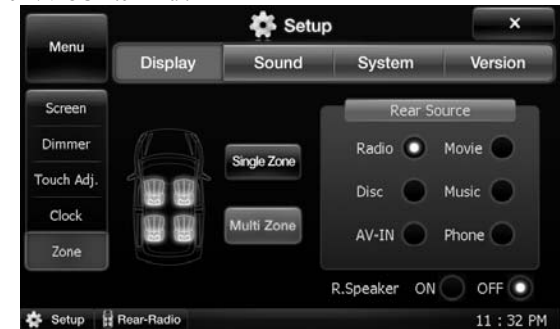 Setup
×
Menu
Display Sound System Version
Screen
Dimmer
Touch Adj.
Clock
Zone
Single Zone
Multi Zone
Rear Source
Radio Movie
Disc Music
AV-IN Phone
R.Speaker ON OFF
Setup Rear-Radio 11 : 32 PM